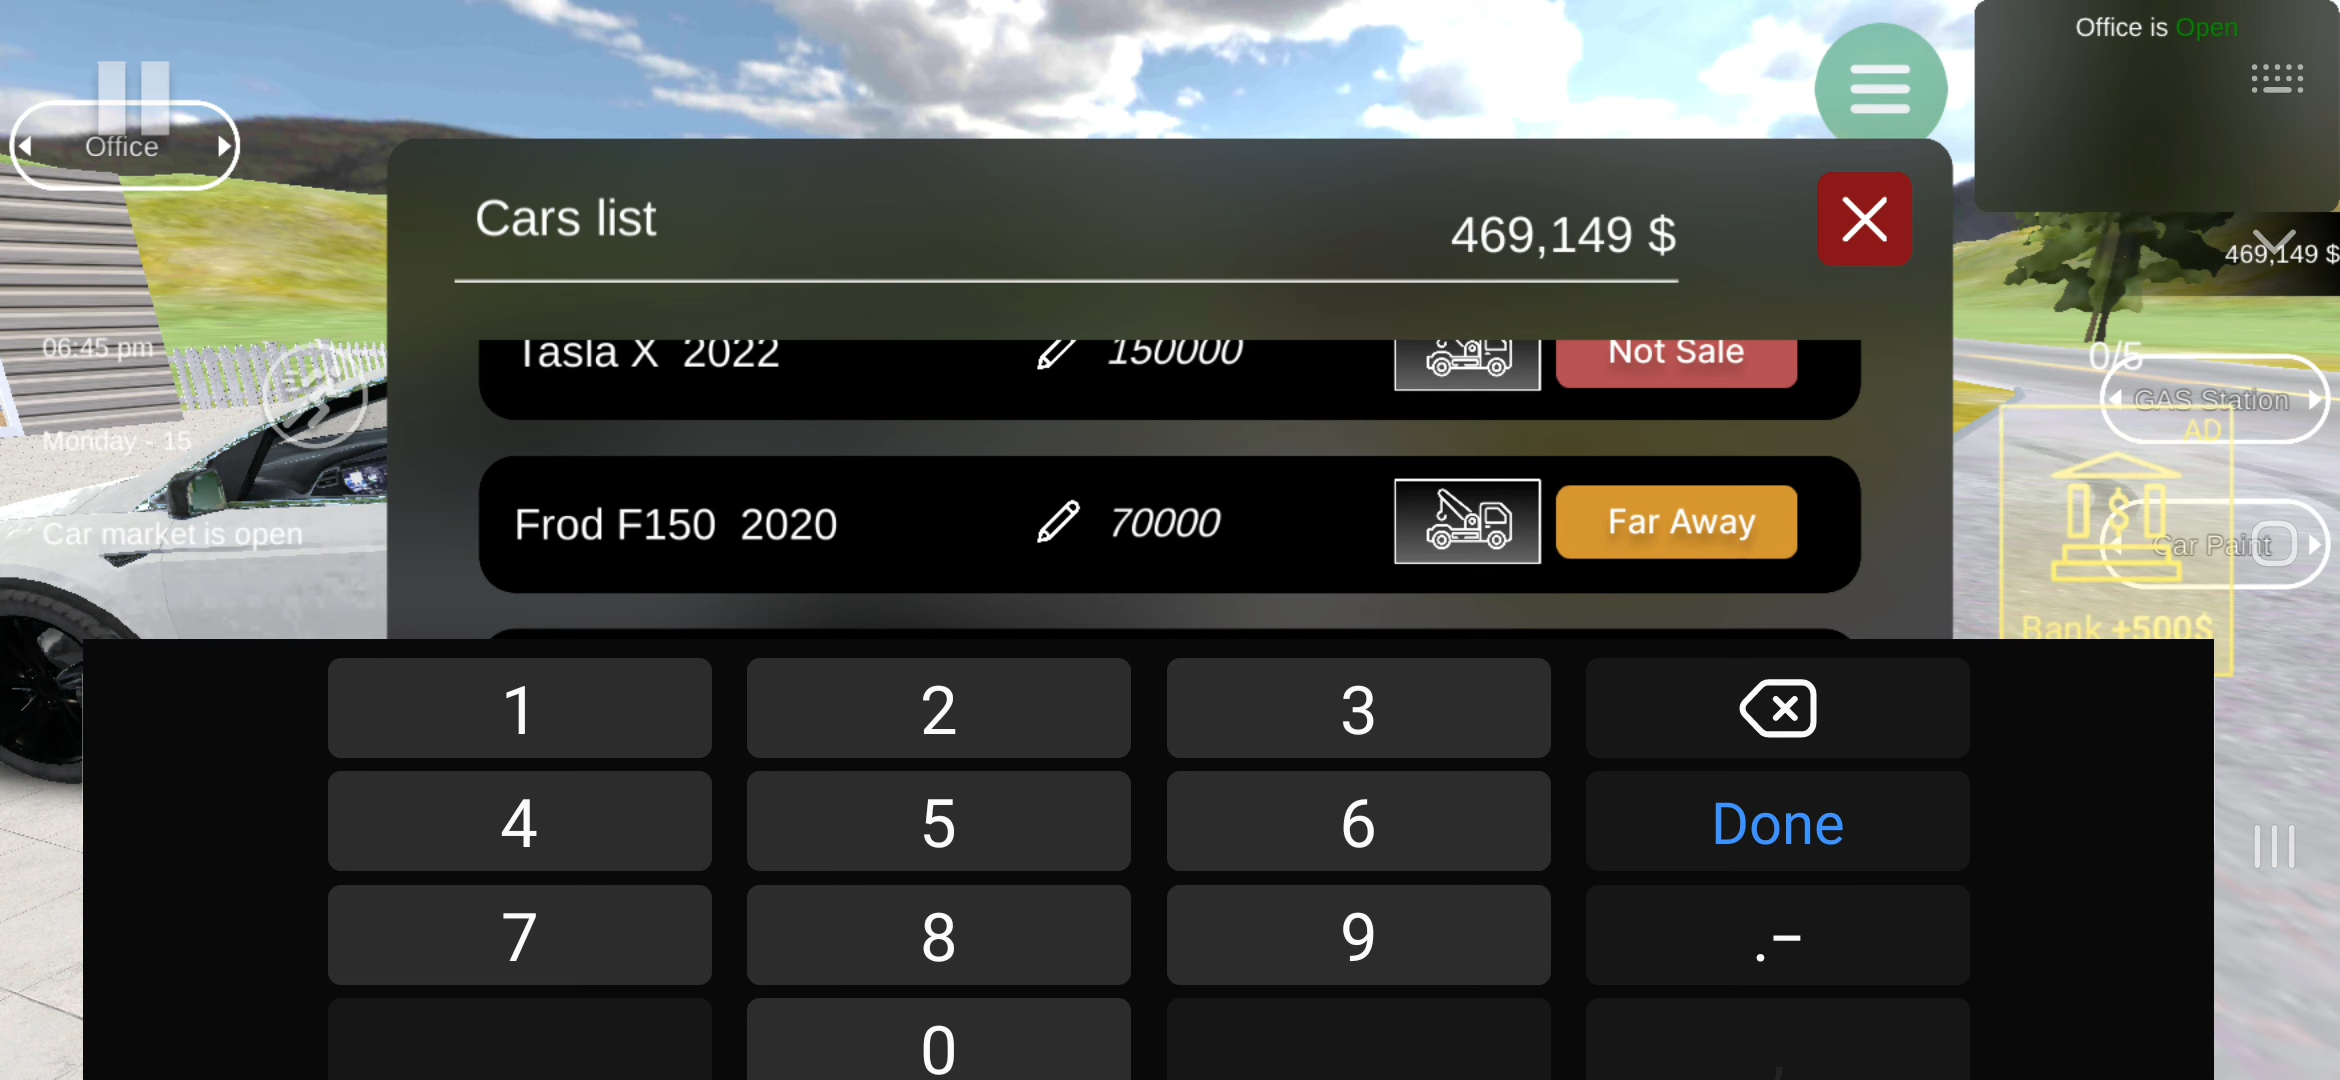 Office is Open
Office
Cars list
469,149 $
469,149 $
Tasla X 2022
150000
Not Sale
06:45 pm
0/5
GAS Station
AD
Monday - 15
Frod F150 2020
70000
Far Away
Car market is open
Car Paint
Bank +500$
1
2
3
4
5
6
Done
7
8
9
.–
0
,